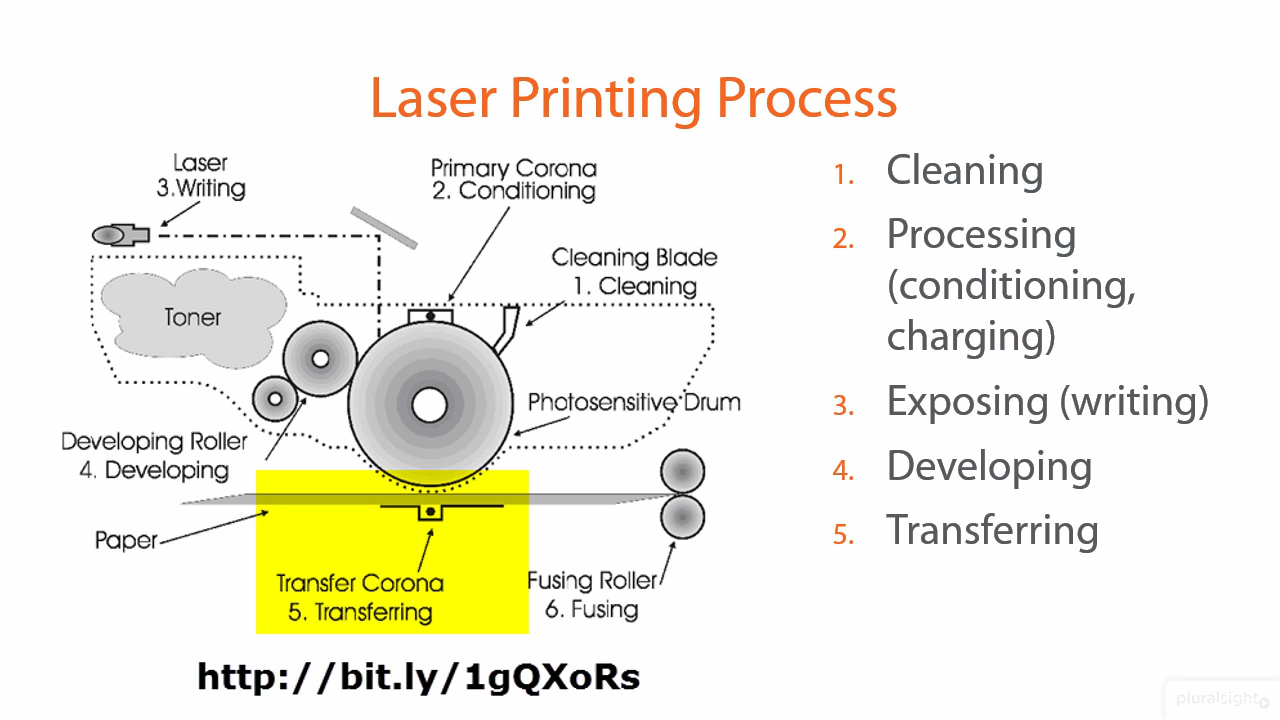 Laser Printing Process
Laser
3.Writing
Primary Corona
2. Conditioning
Cleaning Blade
1. Cleaning
Toner
Photosensitive Drum
Developing Roller
4. Developing
Paper
Transfer Corona
5. Transferring
Fusing Roller
6. Fusing
http://bit.ly/1gQXoRs
1. Cleaning
2. Processing
(conditioning,
charging)
3. Exposing (writing)
4. Developing
5. Transferring
pluralsight